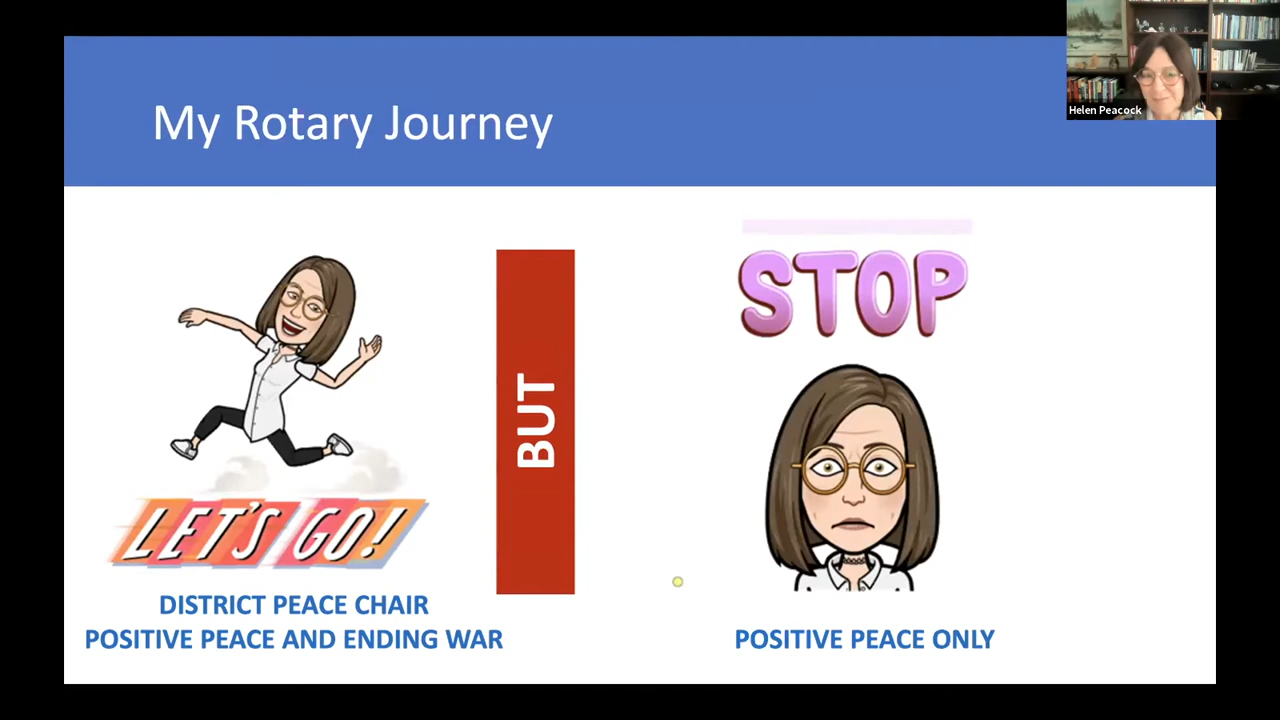 My Rotary Journey
Helen Peacock
BUT
STOP
LET'S GO!
DISTRICT PEACE CHAIR
POSITIVE PEACE AND ENDING WAR
POSITIVE PEACE ONLY